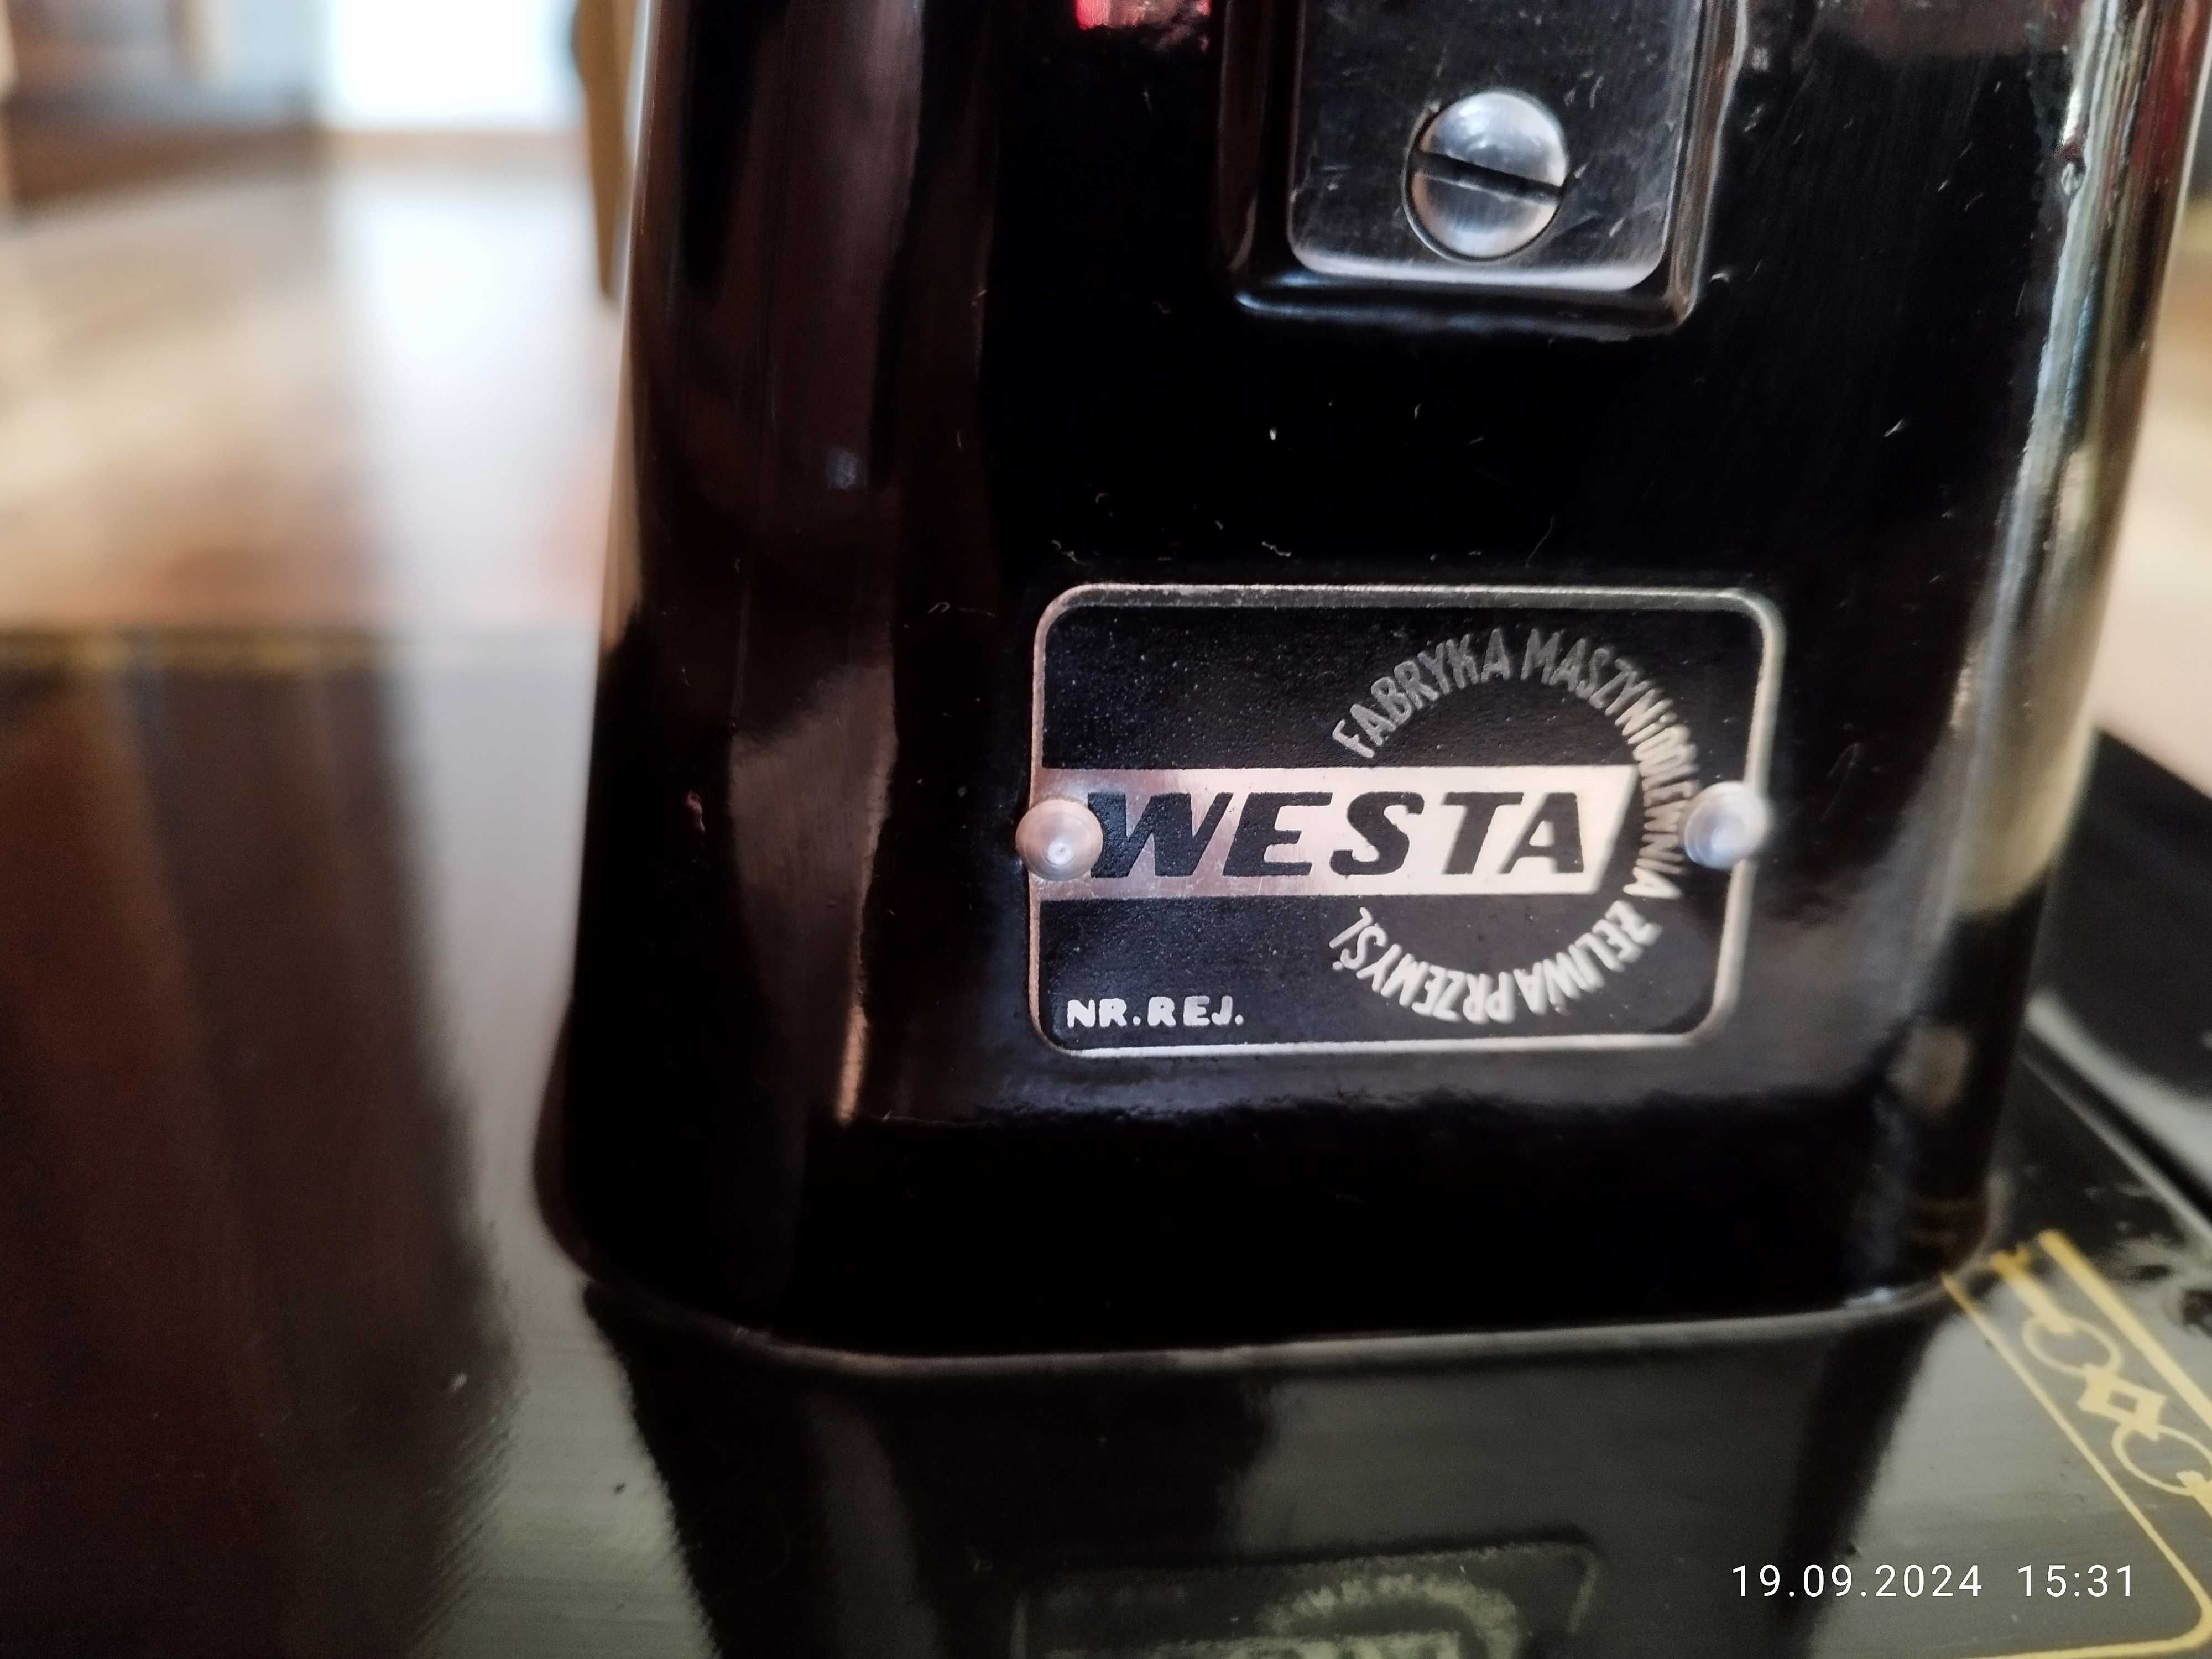 FABRYKA MASZYN i ODLEWNIA ŻELIWA PRZEMYŚL
WESTA
NR.REJ.
19.09.2024 15:31